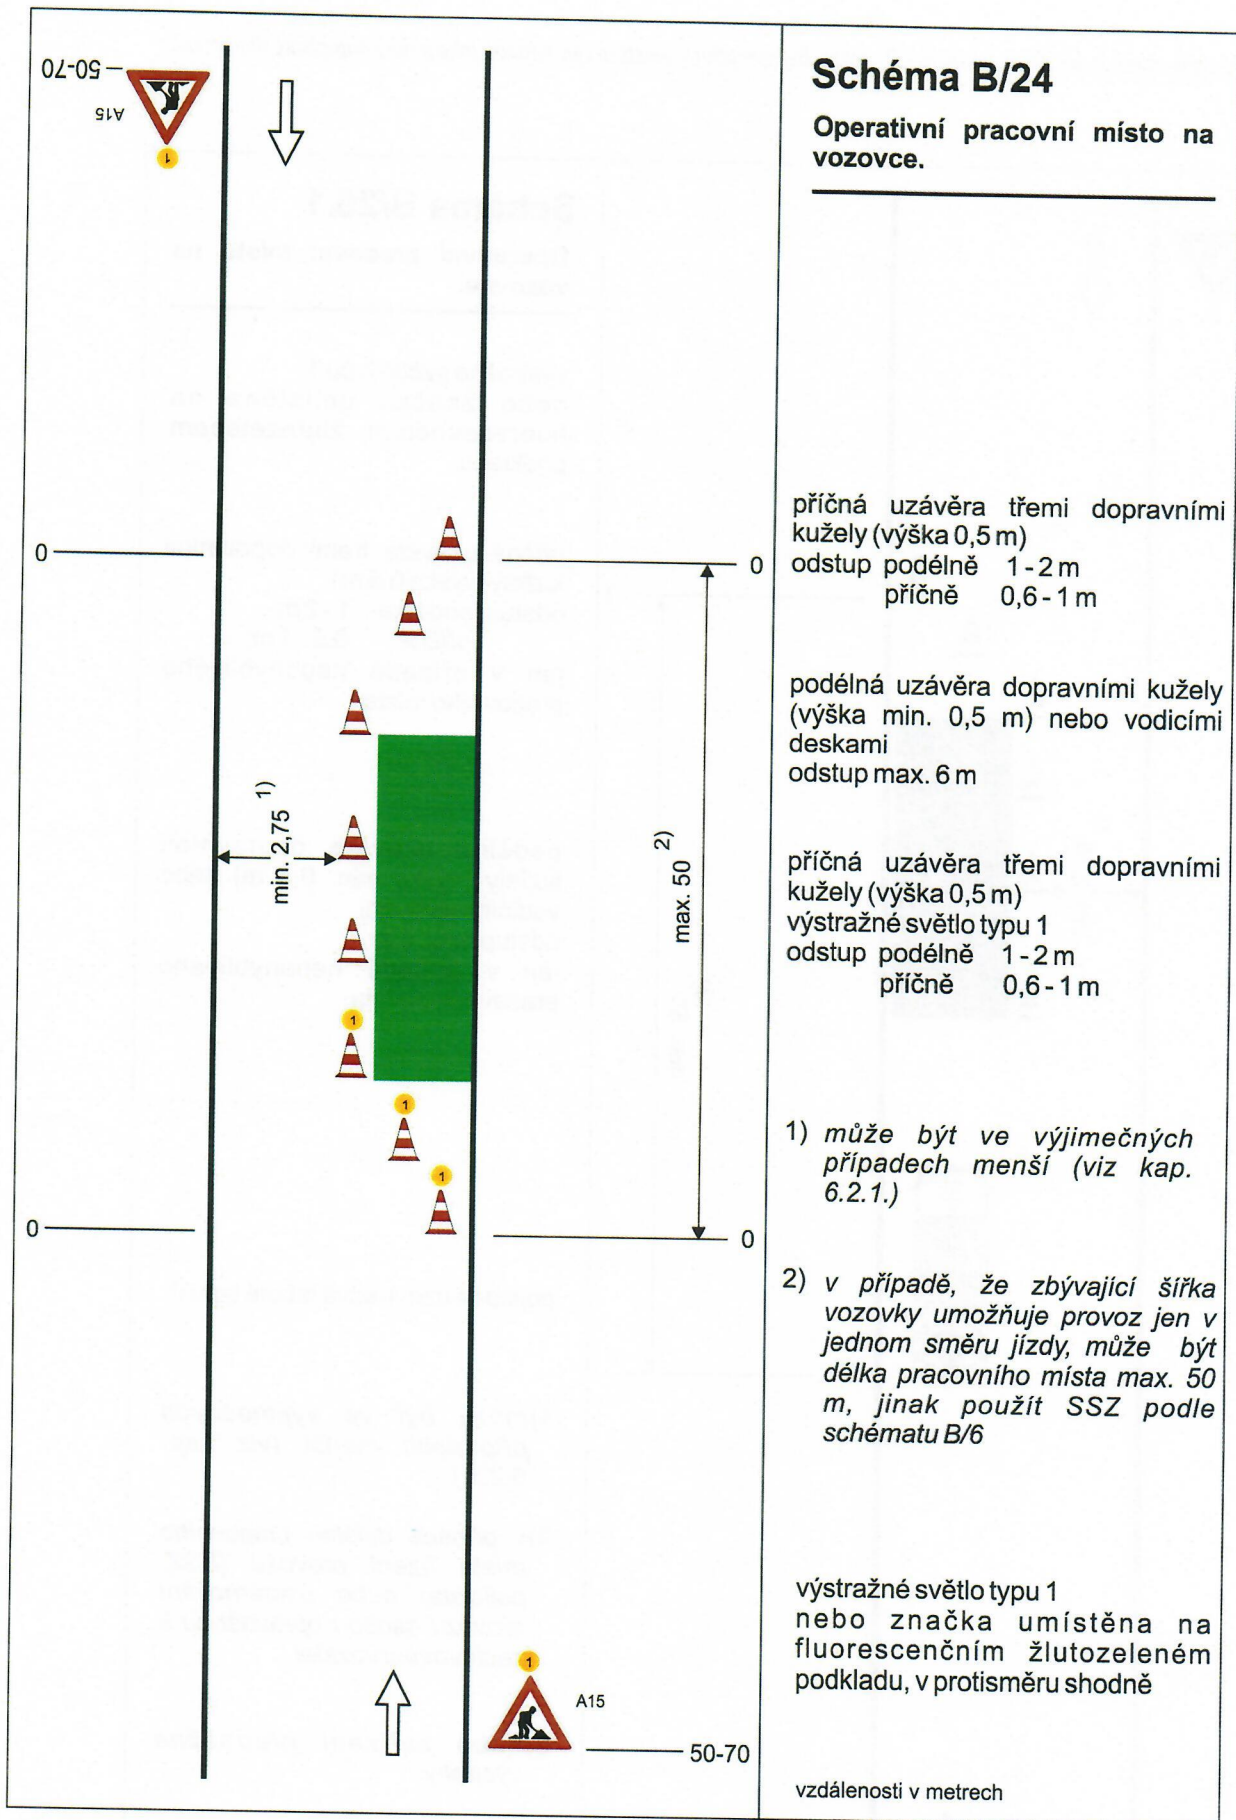 50-70
A15
1
Schéma B/24
Operativní pracovní místo na
vozovce.
0
0
příčná uzávěra třemi dopravními
kužely (výška 0,5 m)
odstup podélně 1 - 2 m
příčně 0,6 - 1 m
podélná uzávěra dopravními kužely
(výška min. 0,5 m) nebo vodicími
deskami
odstup max. 6 m
min. 2,75 1)
max. 50 2)
příčná uzávěra třemi dopravními
kužely (výška 0,5 m)
výstražné světlo typu 1
odstup podélně 1 - 2 m
příčně 0,6 - 1 m
1
1
1
0
0
1) může být ve výjimečných
případech menší (viz kap.
6.2.1.)
2) v případě, že zbývající šířka
vozovky umožňuje provoz jen v
jednom směru jízdy, může být
délka pracovního místa max. 50
m, jinak použít SSZ podle
schématu B/6
výstražné světlo typu 1
nebo značka umístěna na
fluorescenčním žlutozeleném
podkladu, v protisměru shodně
1
A15
50-70
vzdálenosti v metrech